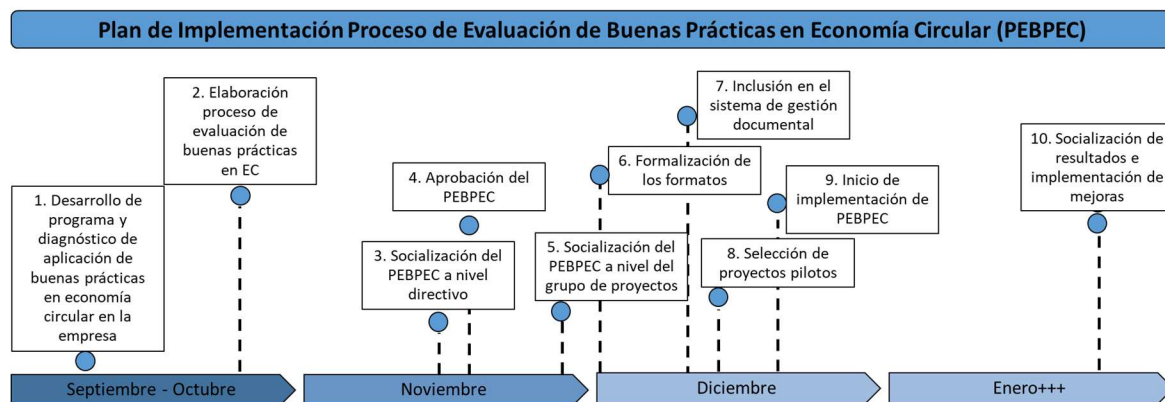 Plan de Implementación Proceso de Evaluación de Buenas Prácticas en Economía Circular (PEBPEC)
1. Desarrollo de
programa y
diagnóstico de
aplicación de
buenas prácticas
en economía
circular en la
empresa
2. Elaboración
proceso de
evaluación de
buenas prácticas
en EC
3. Socialización del
PEBPEC a nivel
directivo
4. Aprobación del
PEBPEC
5. Socialización del
PEBPEC a nivel del
grupo de proyectos
6. Formalización de
los formatos
7. Inclusión en el
sistema de gestión
documental
8. Selección de
proyectos pilotos
9. Inicio de
implementación de
PEBPEC
10. Socialización de
resultados e
implementación de
mejoras
Septiembre - Octubre
Noviembre
Diciembre
Enero+++